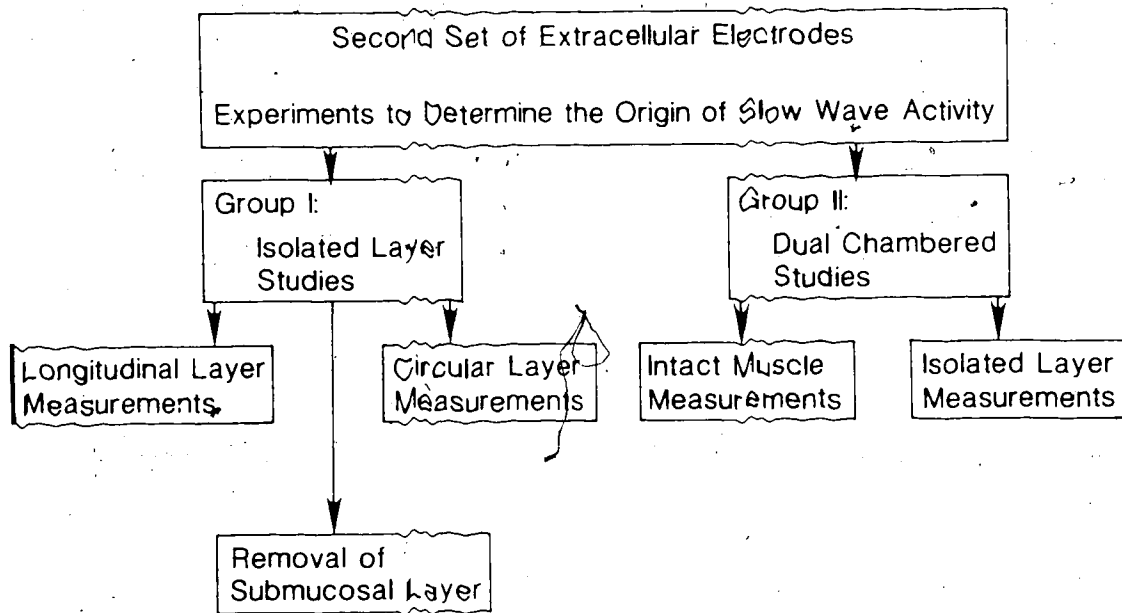 Second Set of Extracellular Electrodes
Experiments to Determine the Origin of Slow Wave Activity
Group I:
Isolated Layer
Studies
Group II:
Dual Chambered
Studies
Longitudinal Layer
Measurements
Circular Layer
Measurements
Intact Muscle
Measurements
Isolated Layer
Measurements
Removal of
Submucosal Layer